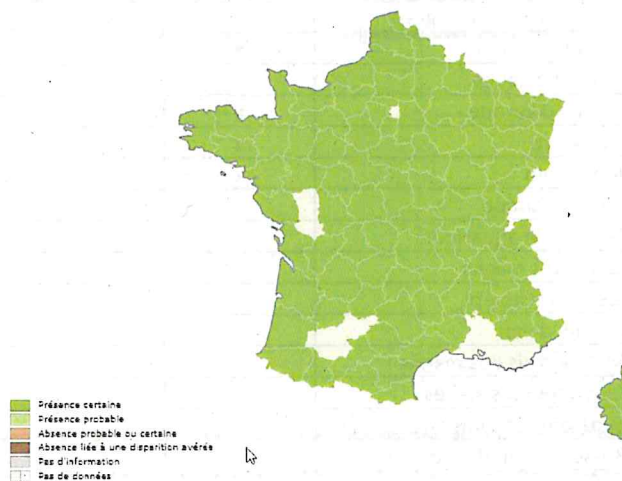 Présence certaine
Présence probable
Absence probable ou certaine
Absence liée à une disparition avérée
Pas d'information
Pas de données